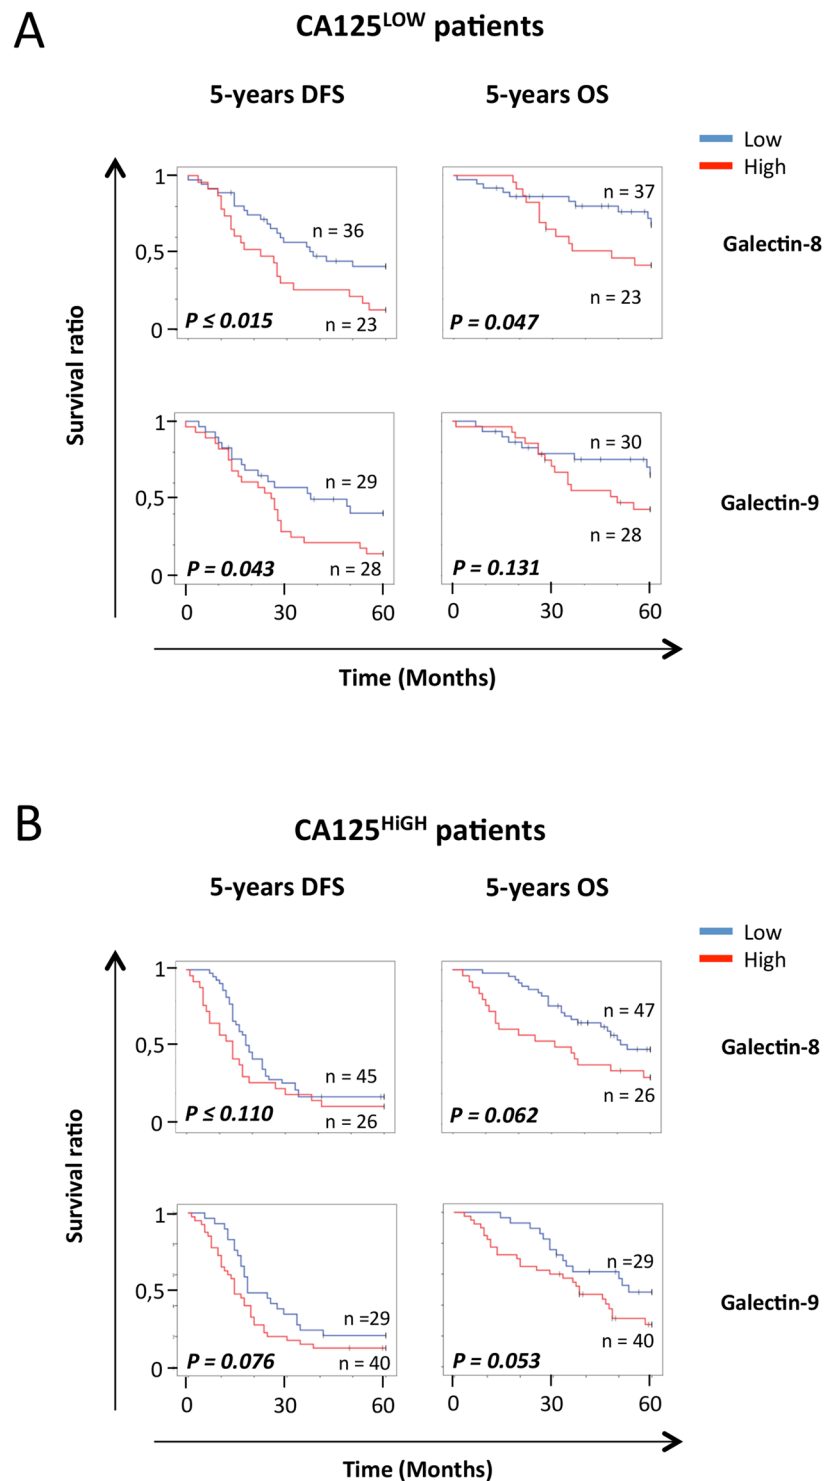 A
CA125LOW patients
5-years DFS 5-years OS
Low
High
1
0,5
0
n = 36
P ≤ 0.015
n = 23
n = 37
n = 23
P = 0.047
Galectin-8
Survival ratio
1
0,5
0
n = 29
P = 0.043
n = 28
0 30 60
n = 30
n = 28
P = 0.131
0 30 60
Galectin-9
Time (Months)
B
CA125HiGH patients
5-years DFS 5-years OS
Low
High
1
0,5
0
n = 45
P ≤ 0.110
n = 26
n = 47
n = 26
P = 0.062
Galectin-8
Survival ratio
1
0,5
0
n =29
P = 0.076
n = 40
0 30 60
n =29
n = 40
P = 0.053
0 30 60
Galectin-9
Time (Months)